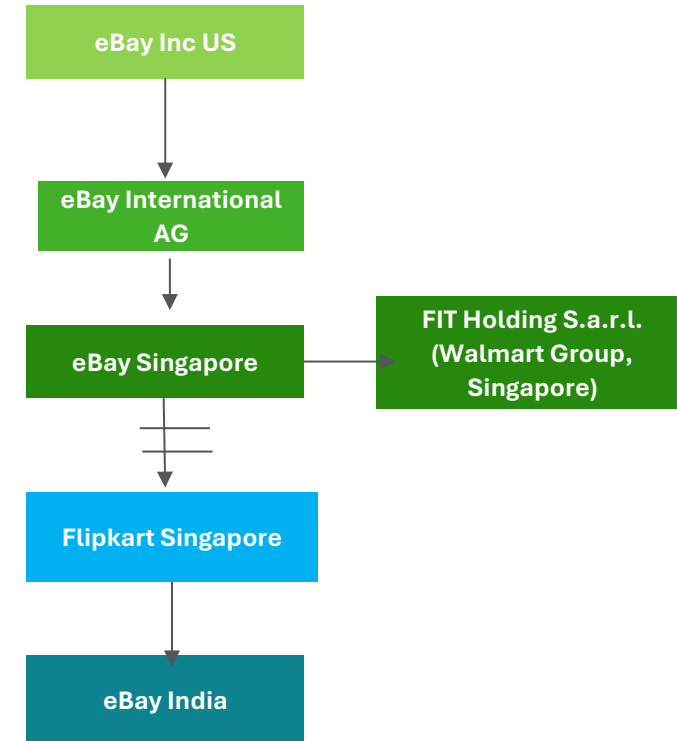 eBay Inc US
eBay International
AG
eBay Singapore
FIT Holding S.a.r.l.
(Walmart Group,
Singapore)
Flipkart Singapore
eBay India